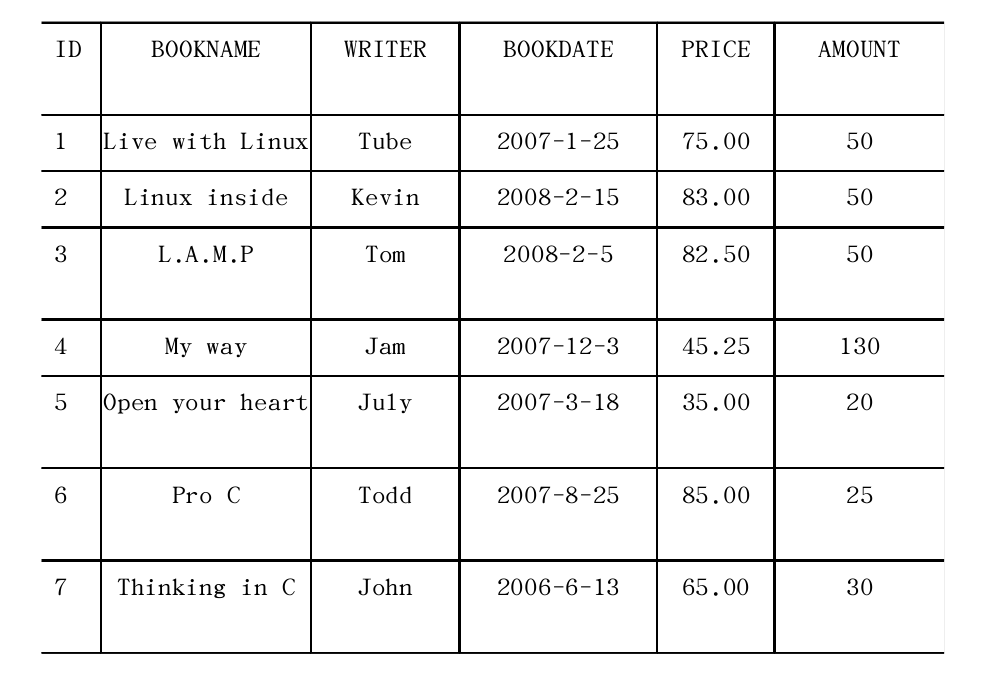 ID BOOKNAME WRITER BOOKDATE PRICE AMOUNT
1 Live with Linux Tube 2007-1-25 75.00 50
2 Linux inside Kevin 2008-2-15 83.00 50
3 L.A.M.P Tom 2008-2-5 82.50 50
4 My way Jam 2007-12-3 45.25 130
5 Open your heart July 2007-3-18 35.00 20
6 Pro C Todd 2007-8-25 85.00 25
7 Thinking in C John 2006-6-13 65.00 30